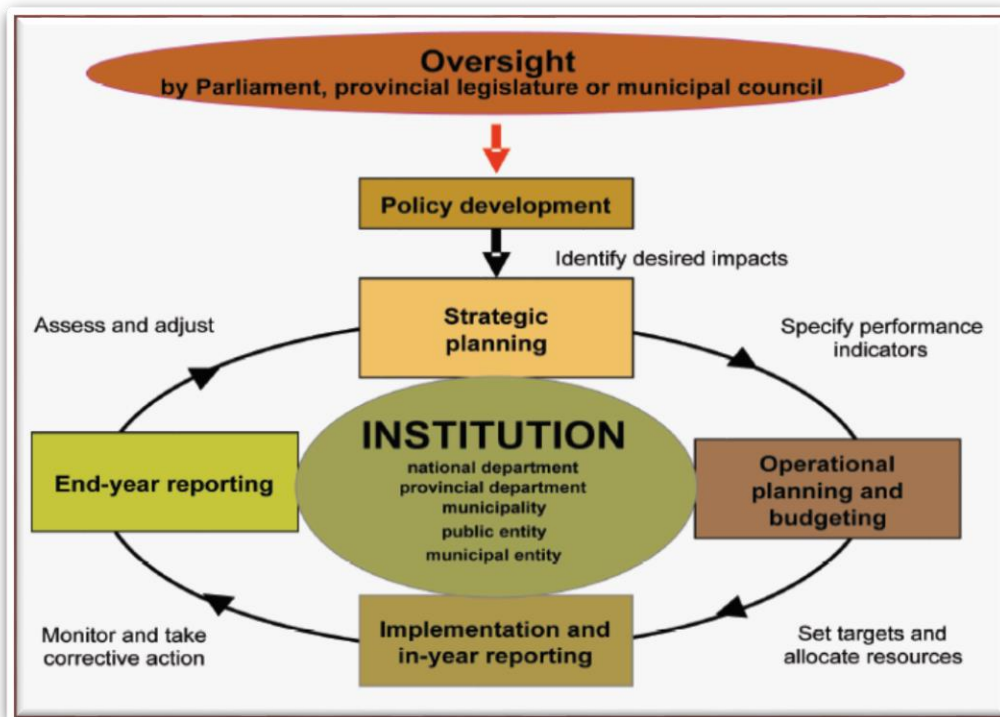 Oversight
by Parliament, provincial legislature or municipal council
Policy development
Identify desired impacts
Strategic
planning
Assess and adjust
Specify performance
indicators
INSTITUTION
national department
provincial department
municipality
public entity
municipal entity
End-year reporting
Operational
planning and
budgeting
Implementation and
in-year reporting
Monitor and take
corrective action
Set targets and
allocate resources